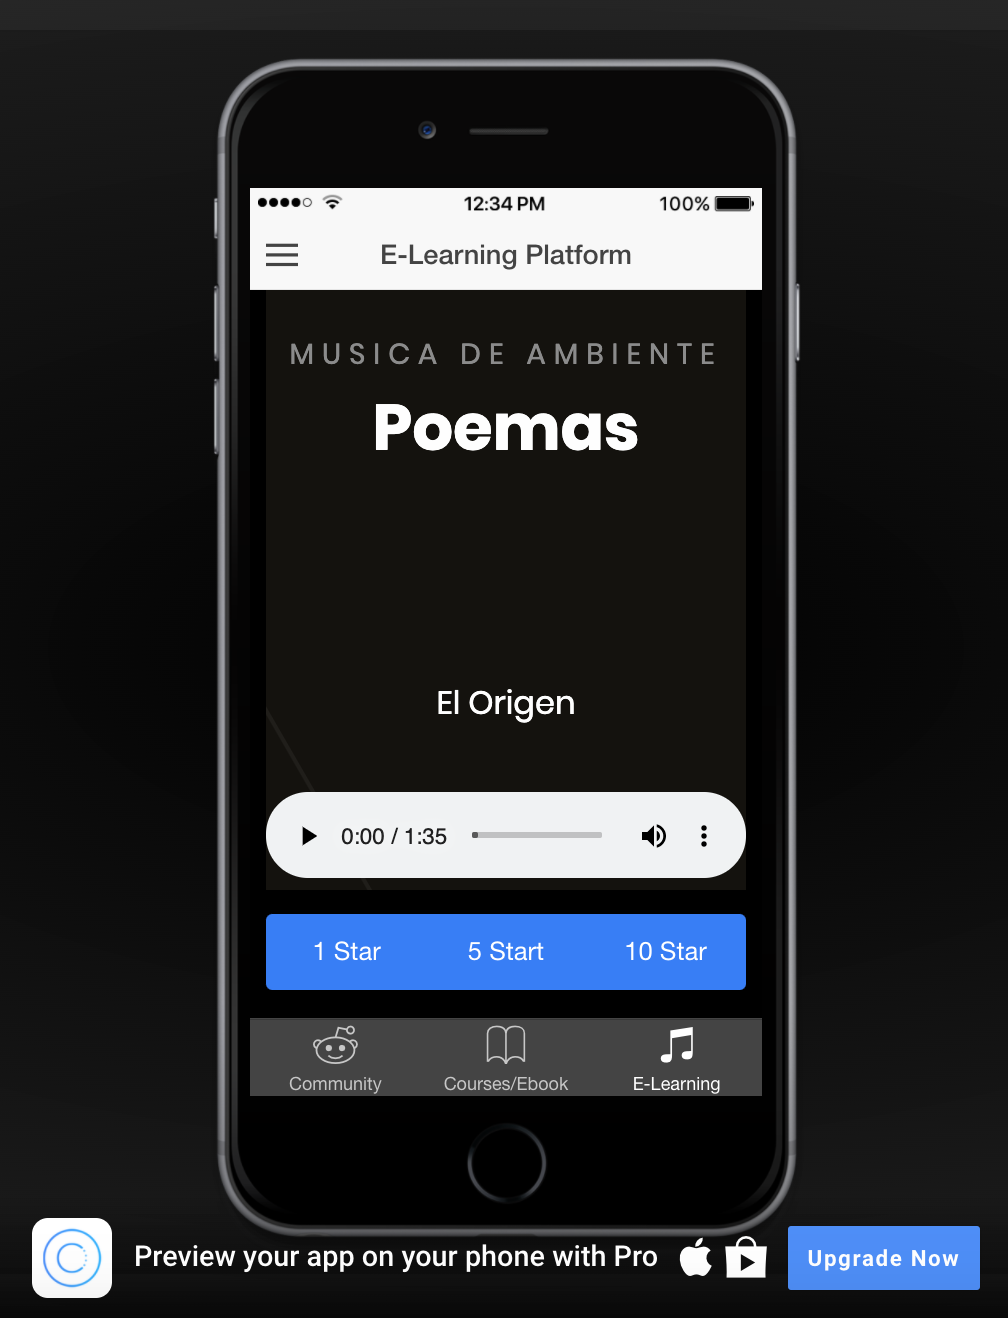 12:34 PM 100%
E-Learning Platform
MUSICA DE AMBIENTE
Poemas
El Origen
0:00 / 1:35
1 Star 5 Start 10 Star
Community Courses/Ebook E-Learning
Preview your app on your phone with Pro Upgrade Now